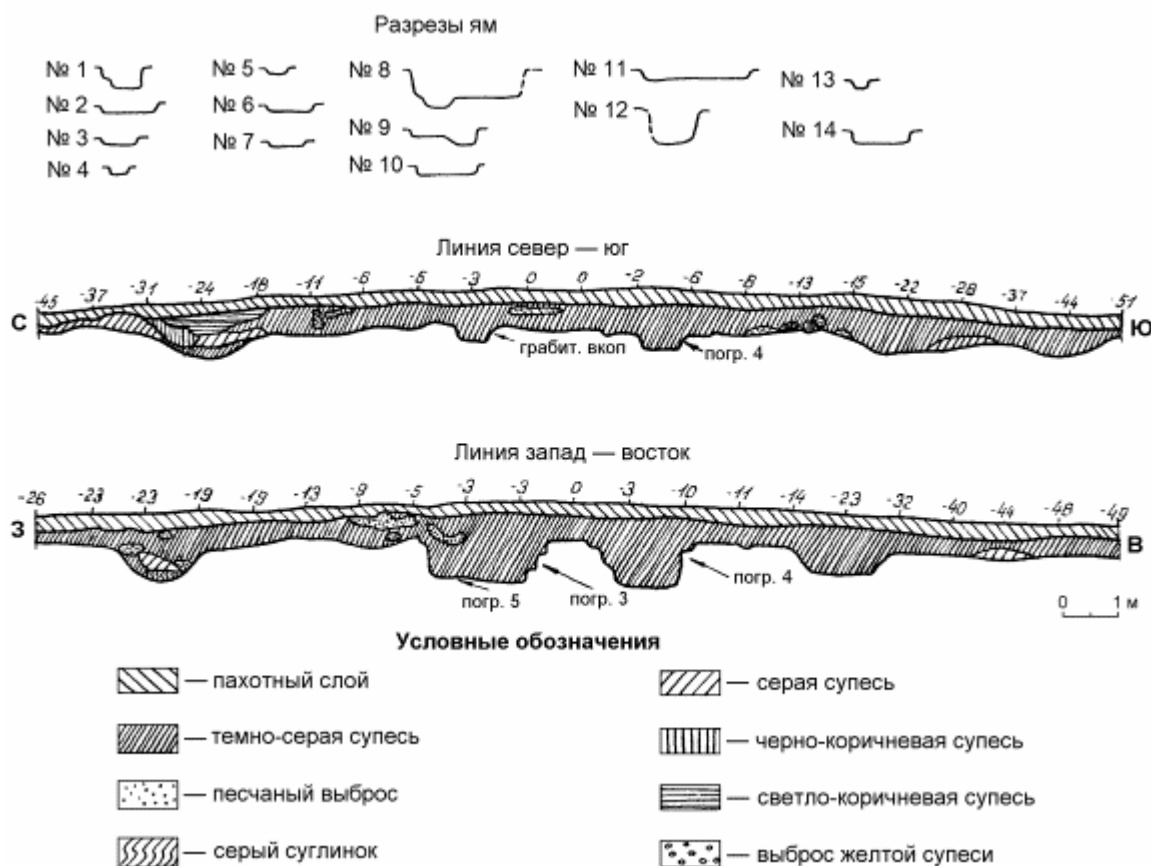 Разрезы ям
№ 1 № 5 № 8 № 11 № 13
№ 2 № 6 № 12
№ 3 № 7 № 9 № 14
№ 4 № 10
Линия север — юг
-45 -37 -31 -24 -18 -11 -6 -6 -3 0 0 -2 -6 -8 -13 -15 -22 -28 -37 -44 -51
С Ю
грабит. вкоп погр. 4
Линия запад — восток
-26 -23 -23 -19 -19 -13 -9 -5 -3 -3 0 -3 -10 -11 -14 -23 -32 -40 -44 -48 -49
З В
погр. 5 погр. 3 погр. 4
0 1 м
Условные обозначения
— пахотный слой — серая супесь
— темно-серая супесь — черно-коричневая супесь
— песчаный выброс — светло-коричневая супесь
— серый суглинок — выброс желтой супеси